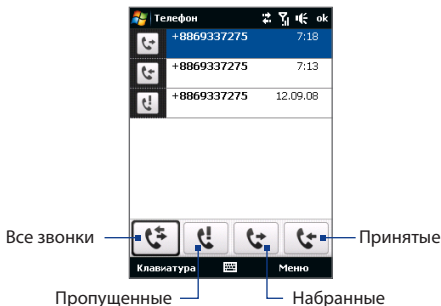 Телефон ok
+8869337275 7:18
+8869337275 7:13
+8869337275 12.09.08
Все звонки Принятые
Клавиатура Меню
Пропущенные Набранные